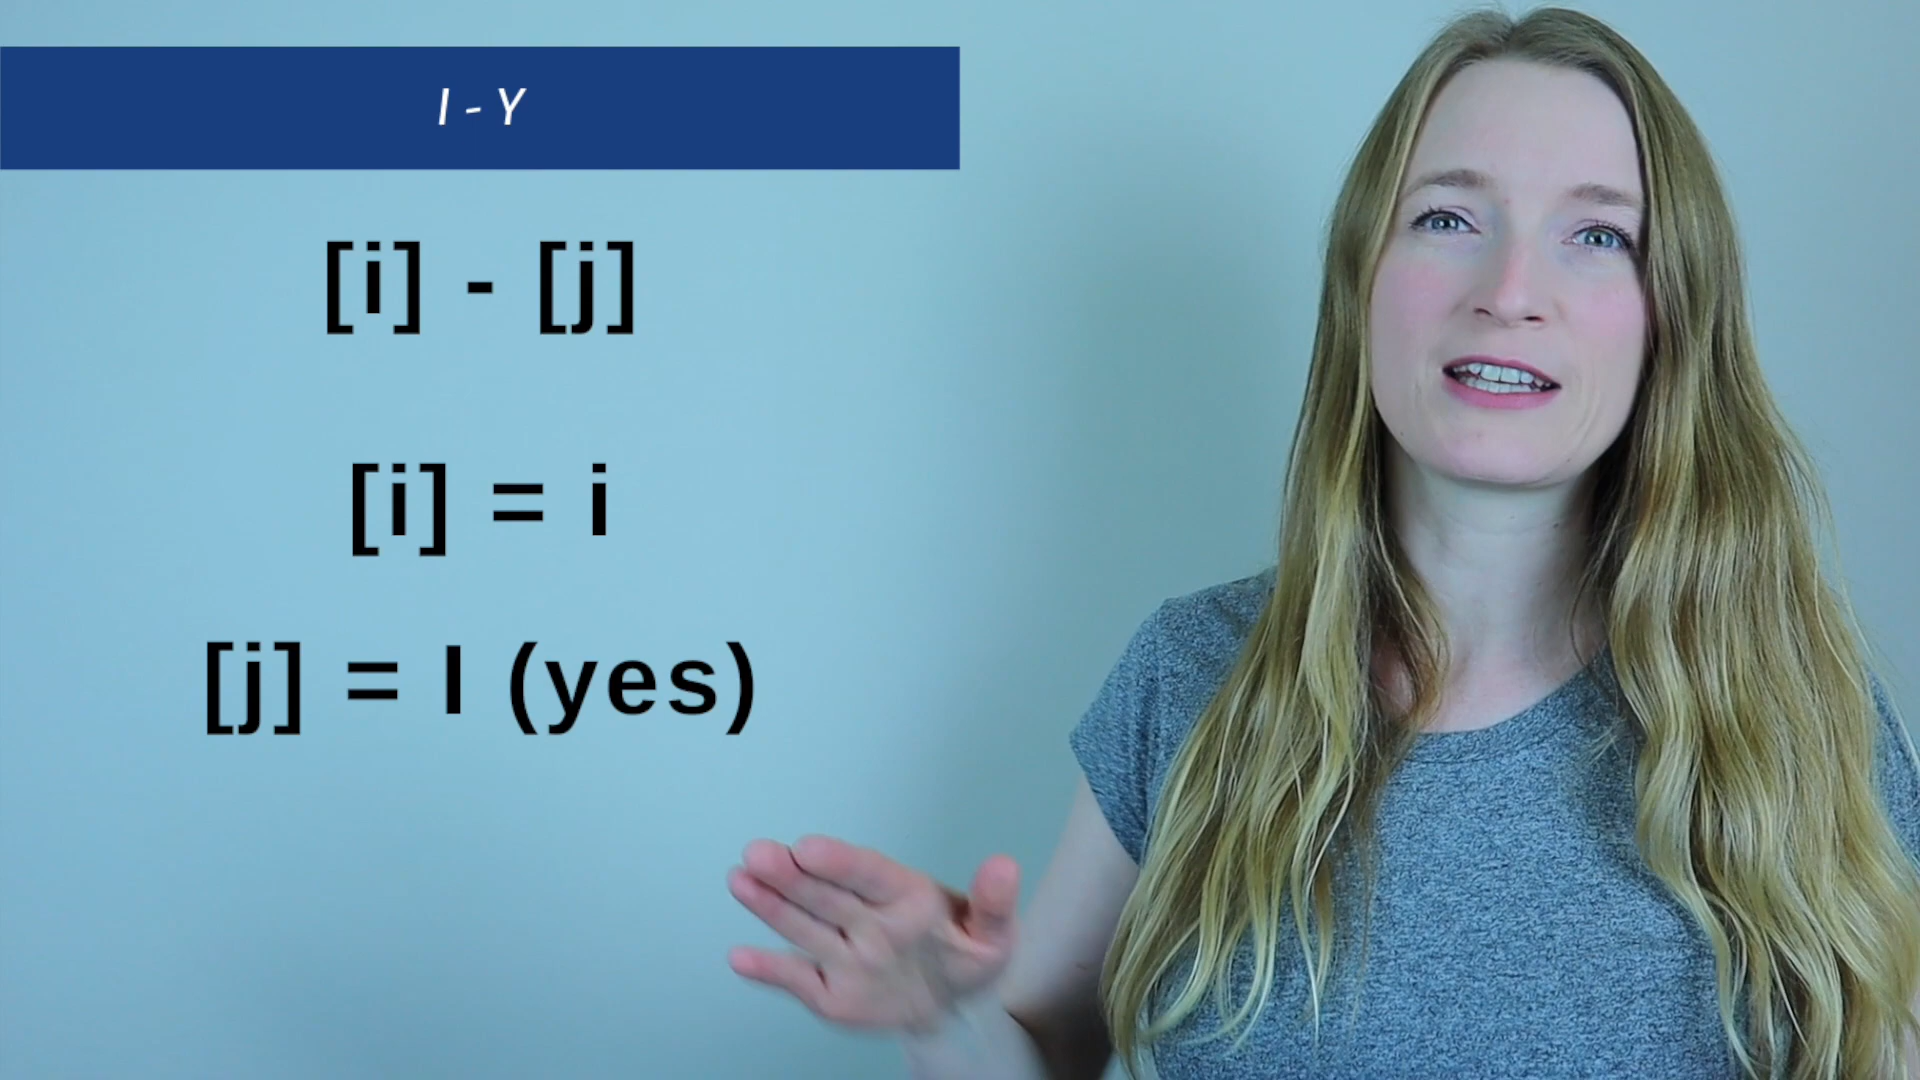 I - Y
[i] - [j]
[i] = i
[j] = I (yes)